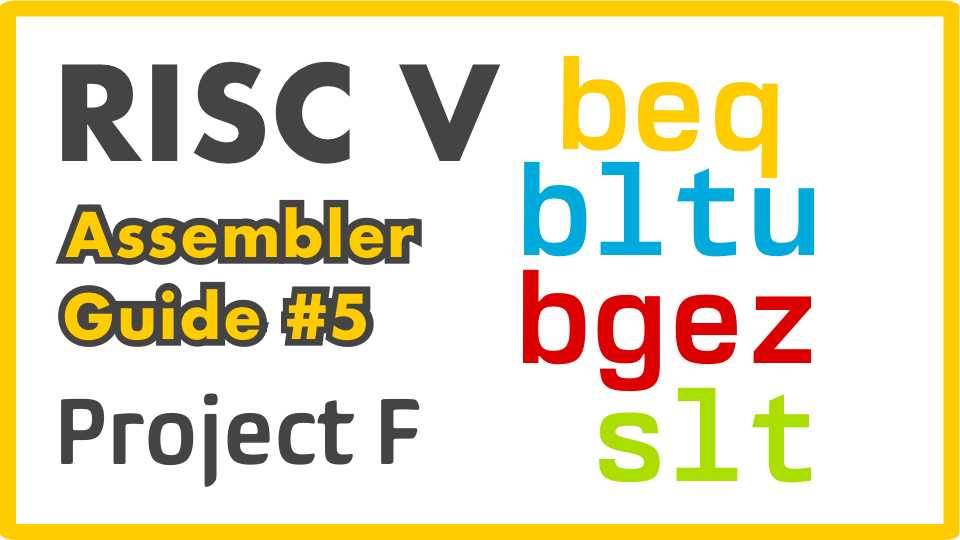 RISC V
Assembler
Guide #5
Project F
beq
bltu
bgez
slt